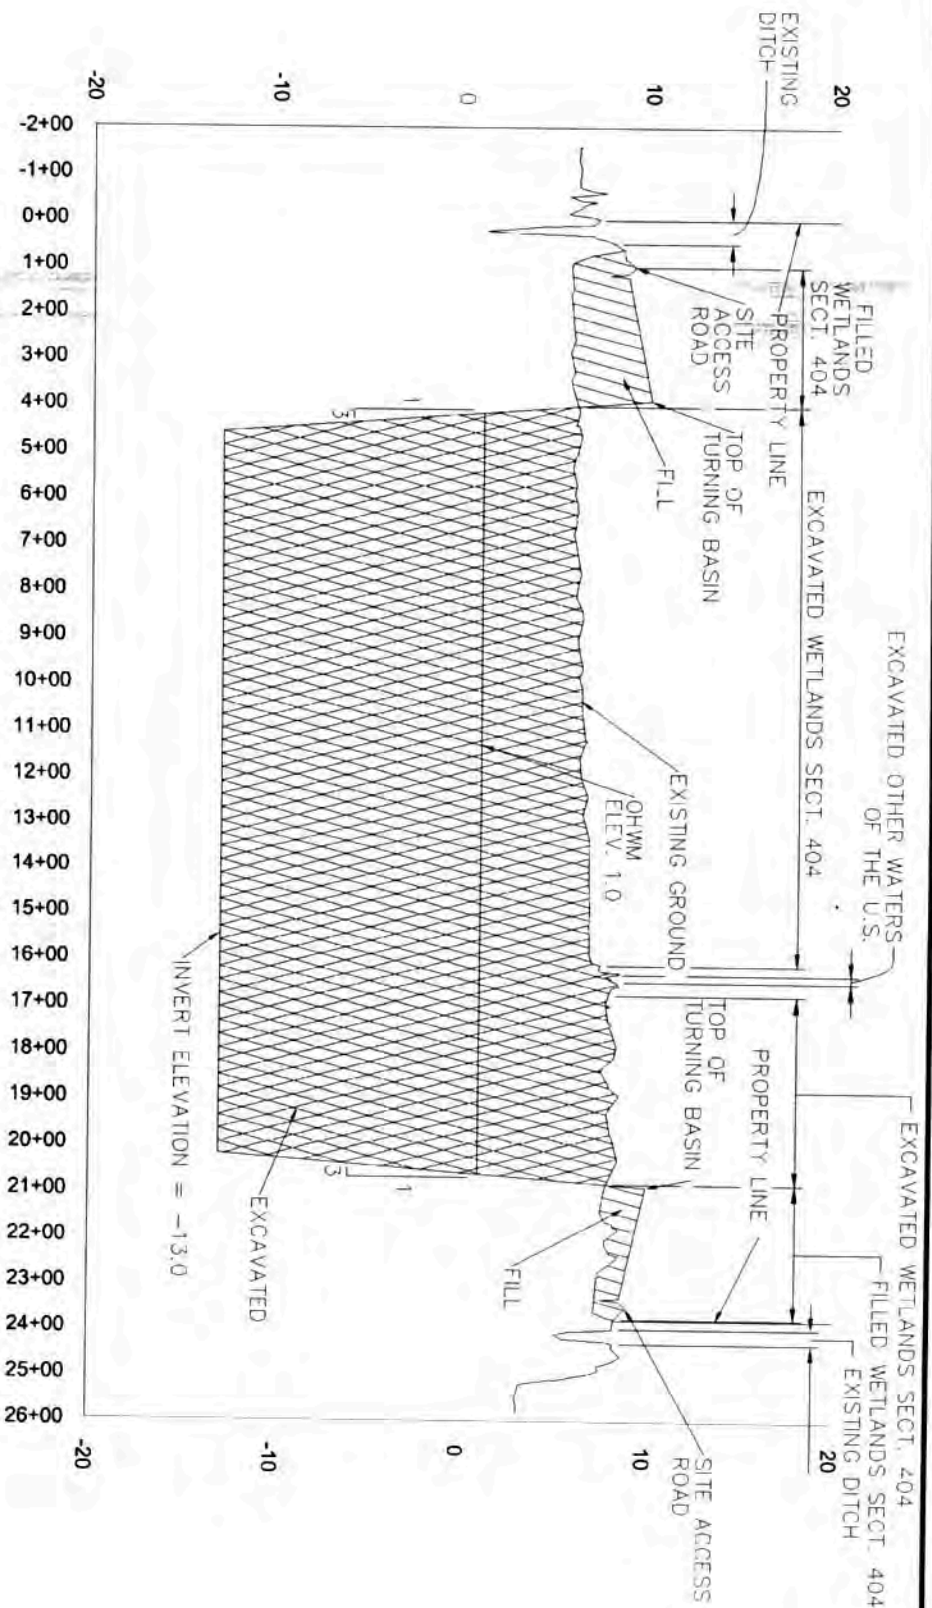 EXCAVATED WETLANDS SECT. 404
FILLED WETLANDS SECT. 404
EXISTING DITCH
EXCAVATED OTHER WATERS
OF THE U.S.
EXISTING
DITCH
FILLED
WETLANDS
SECT. 404
EXCAVATED WETLANDS SECT. 404
PROPERTY LINE
PROPERTY LINE
SITE
ACCESS
ROAD
TOP OF
TURNING BASIN
TOP OF
TURNING BASIN
SITE ACCESS
ROAD
FILL
EXISTING GROUND
OHWM
ELEV. 1.0
FILL
1
3
1
3
EXCAVATED
INVERT ELEVATION = -13.0
20
10
0
-10
-20
20
10
0
-10
-20
-2+00
-1+00
0+00
1+00
2+00
3+00
4+00
5+00
6+00
7+00
8+00
9+00
10+00
11+00
12+00
13+00
14+00
15+00
16+00
17+00
18+00
19+00
20+00
21+00
22+00
23+00
24+00
25+00
26+00